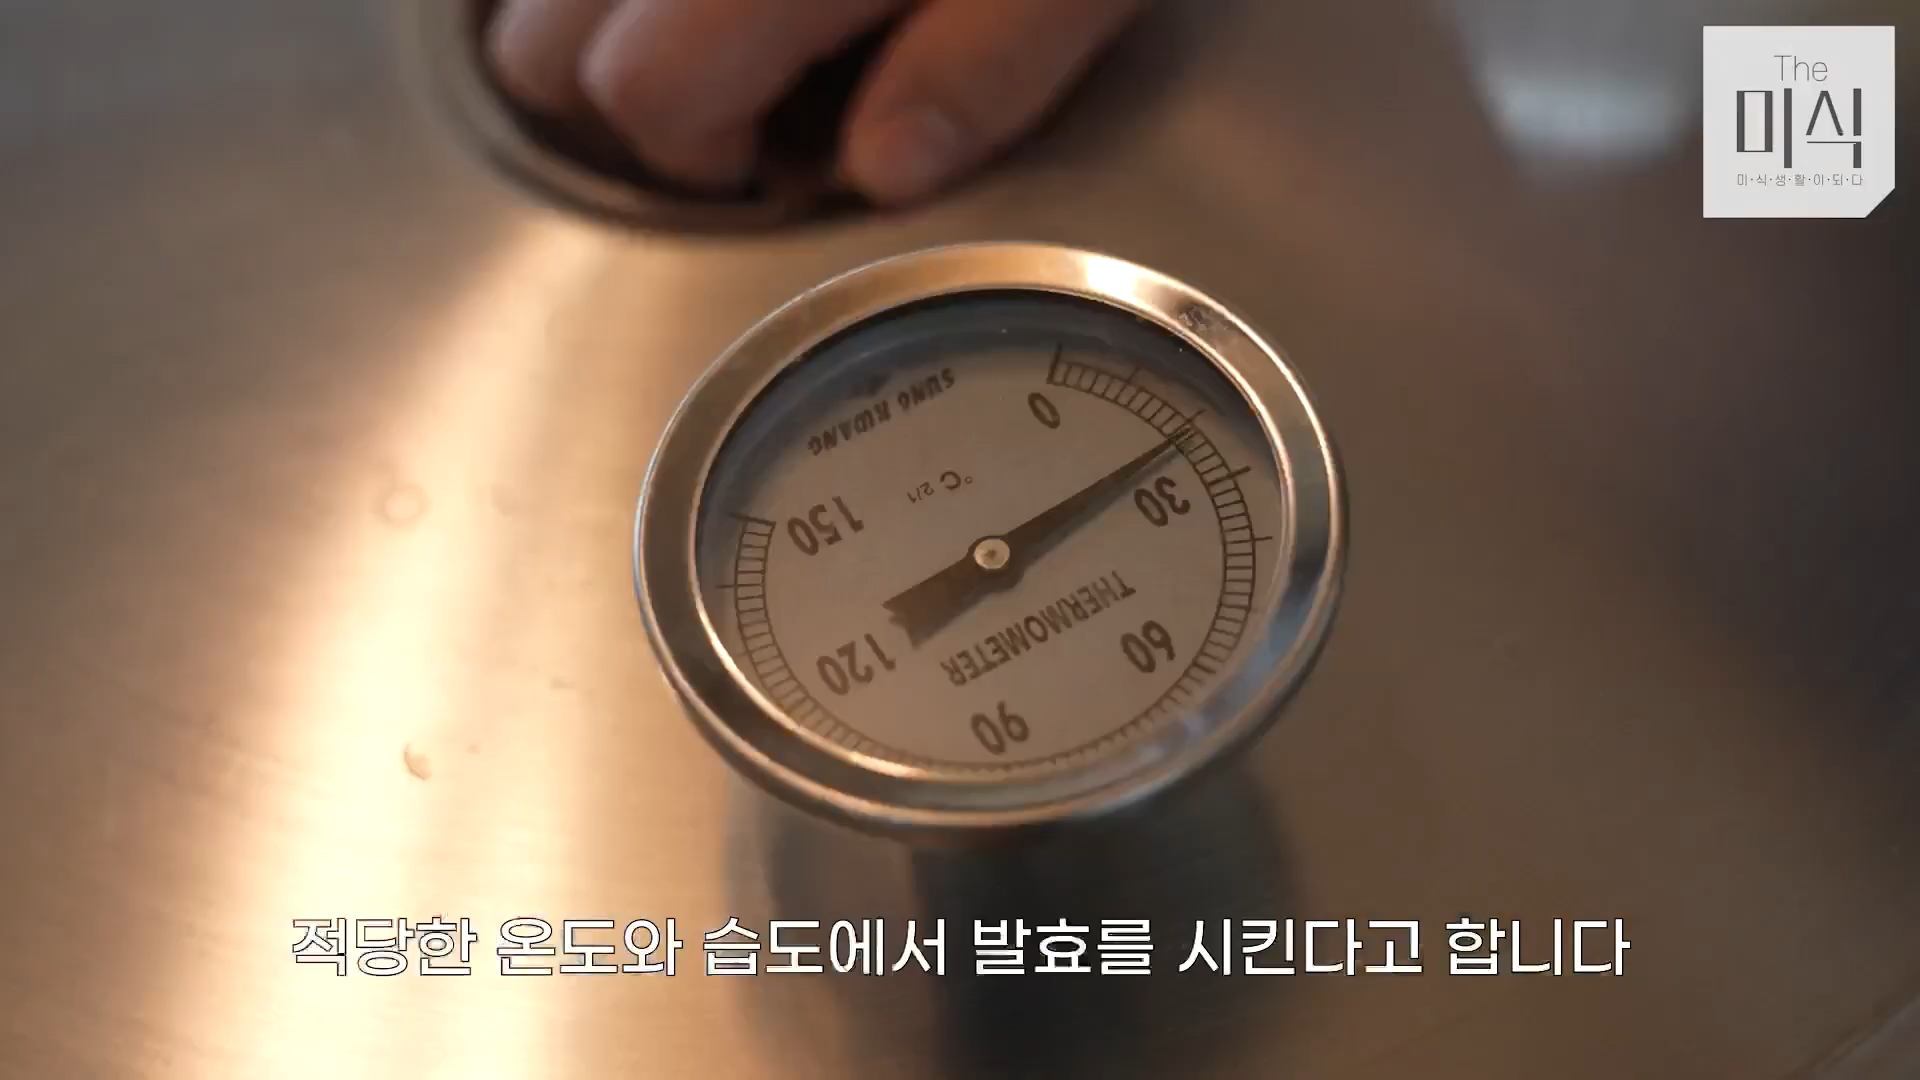 The
미식
미·식·생·활·이·되·다
SUNG KWANG
°C 2/1
0
30
60
90
120
150
THERMOMETER
적당한 온도와 습도에서 발효를 시킨다고 합니다